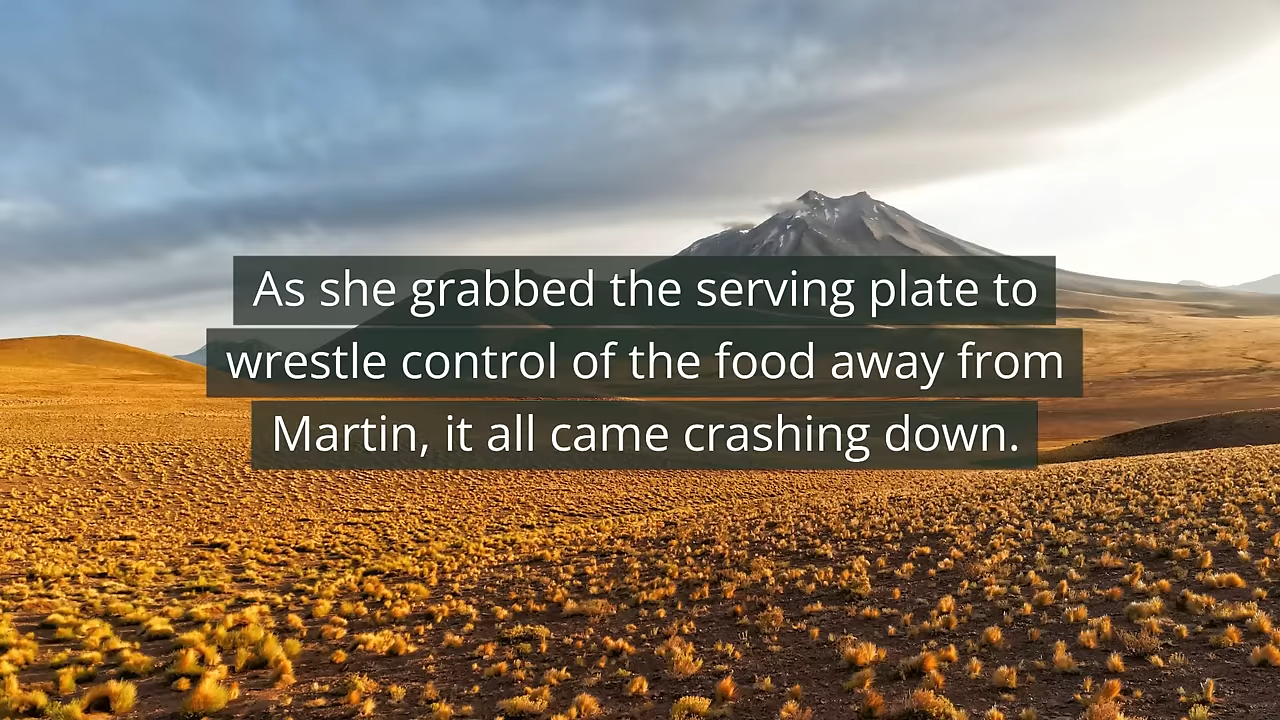 As she grabbed the serving plate to
wrestle control of the food away from
Martin, it all came crashing down.